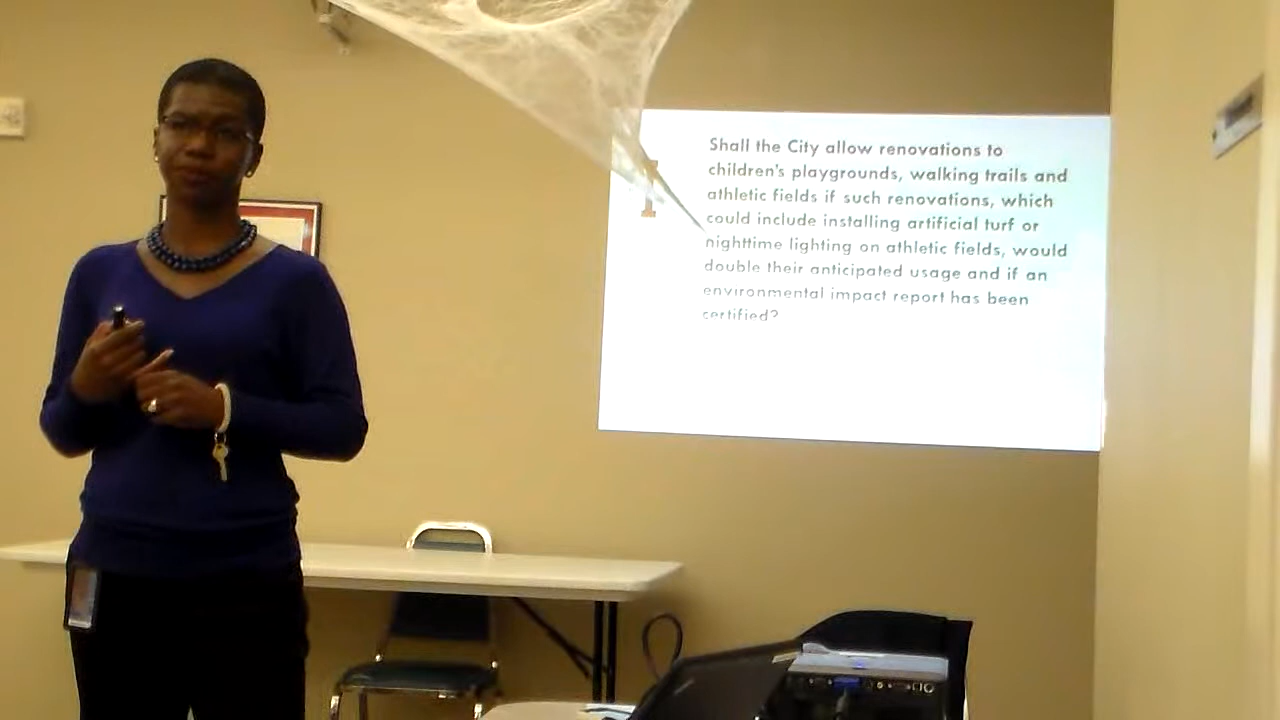 Shall the City allow renovations to
children's playgrounds, walking trails and
athletic fields if such renovations, which
could include installing artificial turf or
nighttime lighting on athletic fields, would
double their anticipated usage and if an
environmental impact report has been
certified?